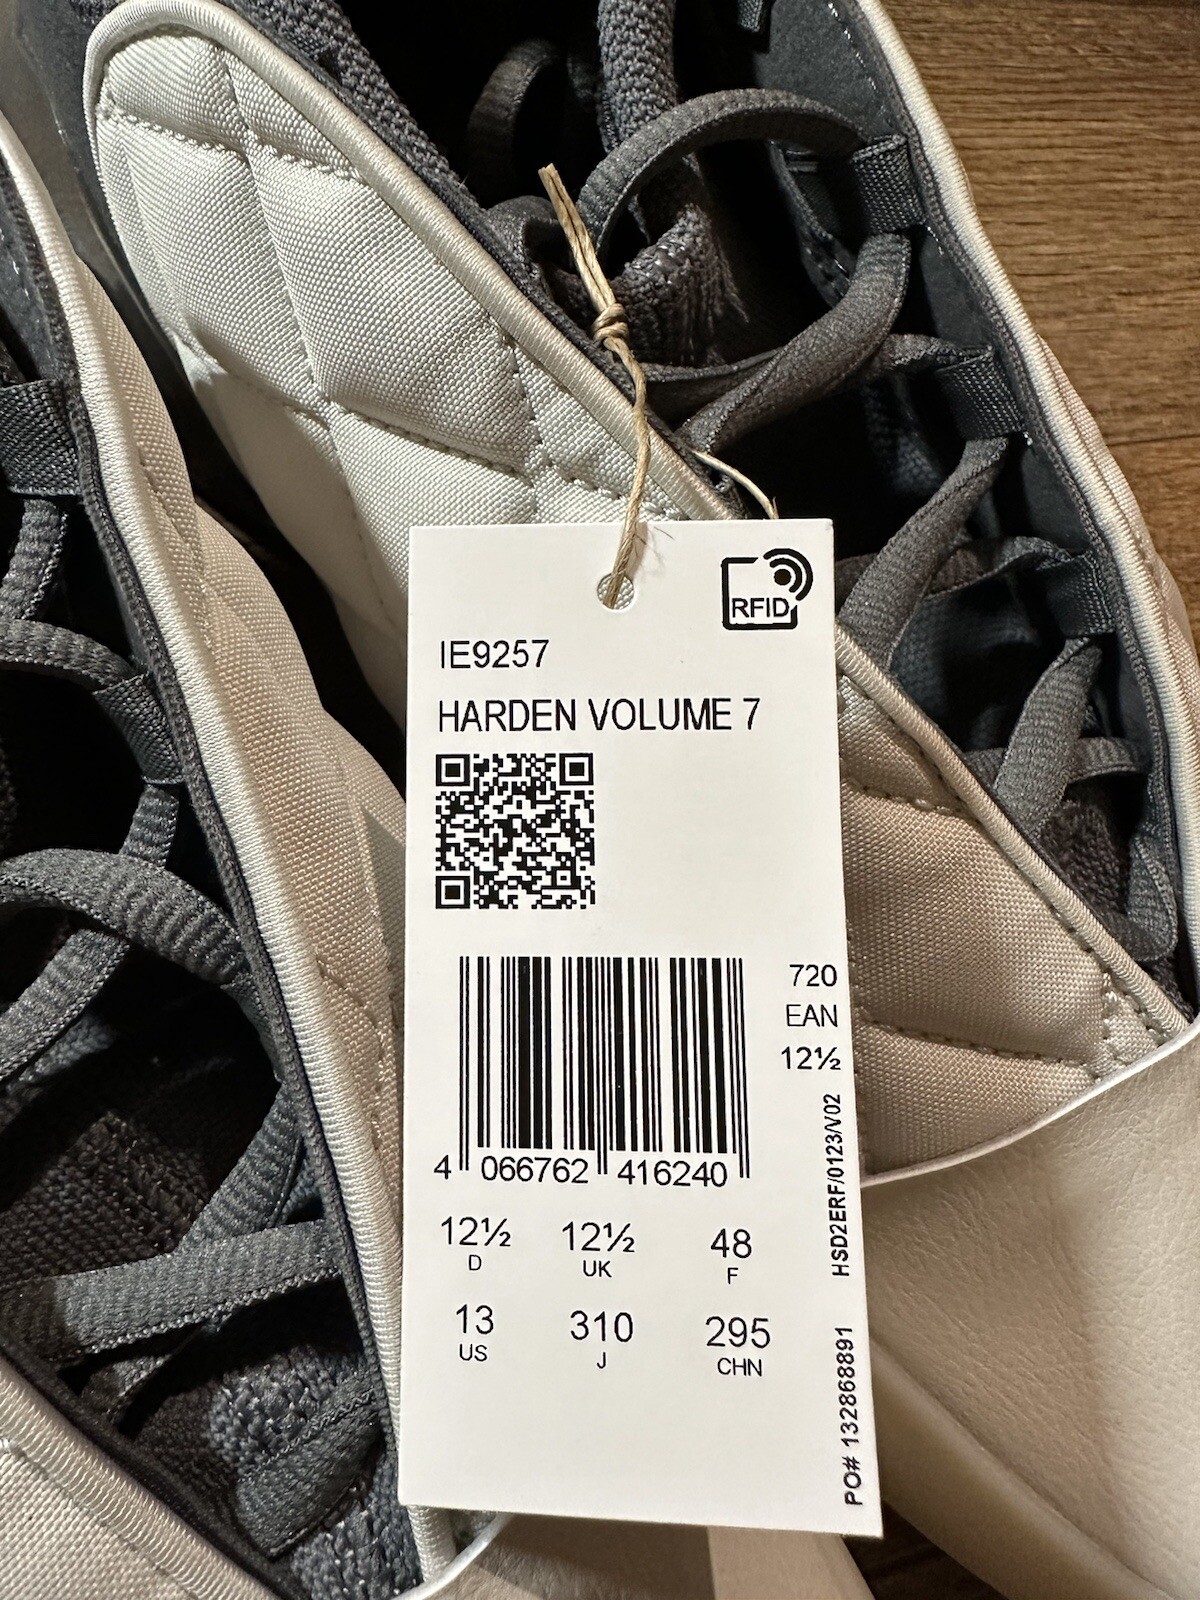 RFID
IE9257
HARDEN VOLUME 7
720
EAN
12½
4 066762 416240
12½ 12½ 48
D UK F
13 310 295
US J CHN
HSD2ERF/0123/V02
PO# 132868891